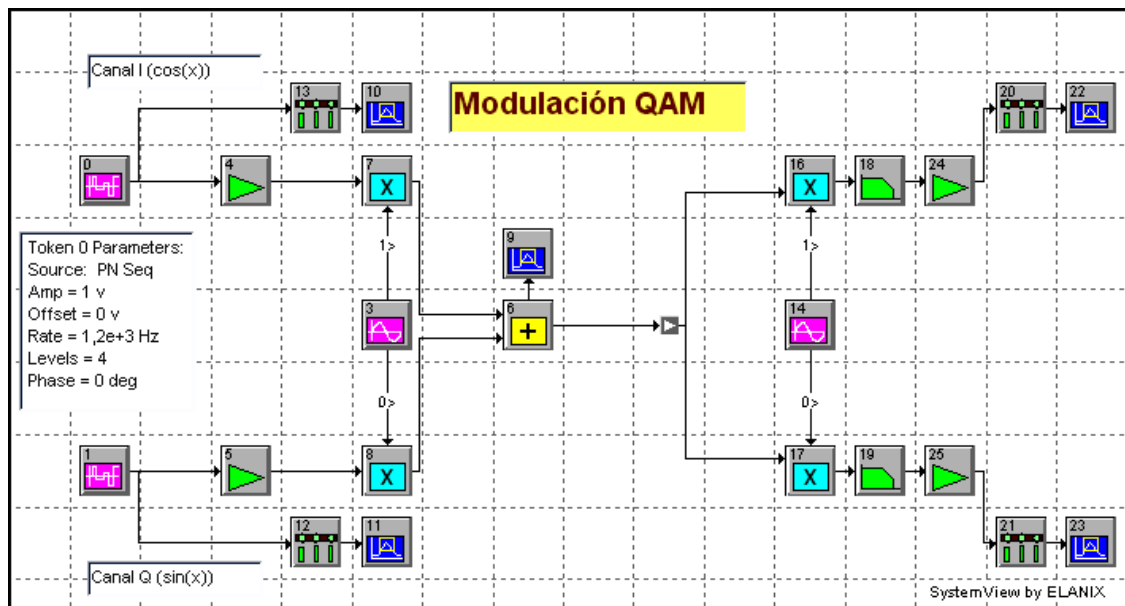 Canal I (cos(x))
13
10
Modulación QAM
20
22
0
4
7
16
18
24
X
X
1>
1>
9
Token 0 Parameters:
Source: PN Seq
Amp = 1 v
Offset = 0 v
Rate = 1,2e+3 Hz
Levels = 4
Phase = 0 deg
3
6
14
+
0>
0>
1
5
8
17
19
25
X
X
12
11
21
23
Canal Q (sin(x))
SystemView by ELANIX